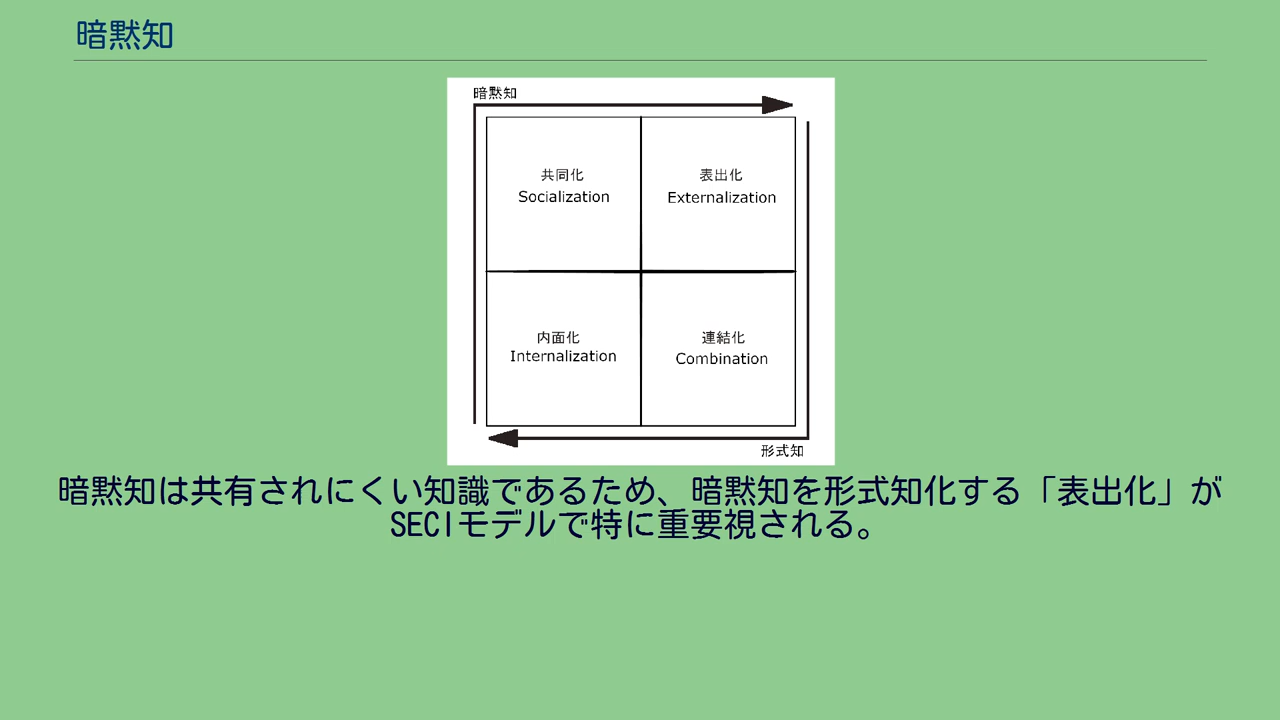 暗黙知
暗黙知
共同化
Socialization
表出化
Externalization
内面化
Internalization
連結化
Combination
形式知
暗黙知は共有されにくい知識であるため、暗黙知を形式知化する「表出化」が
SECIモデルで特に重要視される。